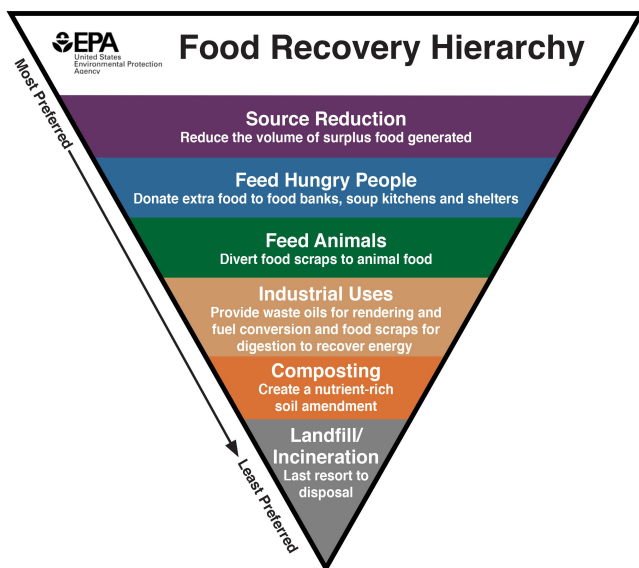 EPA
United States
Environmental Protection
Agency
Food Recovery Hierarchy
Most Preferred
Source Reduction
Reduce the volume of surplus food generated
Feed Hungry People
Donate extra food to food banks, soup kitchens and shelters
Feed Animals
Divert food scraps to animal food
Industrial Uses
Provide waste oils for rendering and
fuel conversion and food scraps for
digestion to recover energy
Composting
Create a nutrient-rich
soil amendment
Landfill/
Incineration
Last resort to
disposal
Least Preferred